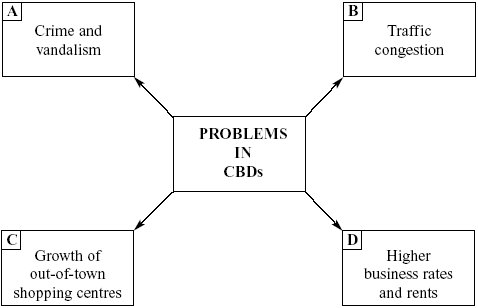 A
Crime and
vandalism
B
Traffic
congestion
PROBLEMS
IN
CBDs
C
Growth of
out-of-town
shopping centres
D
Higher
business rates
and rents